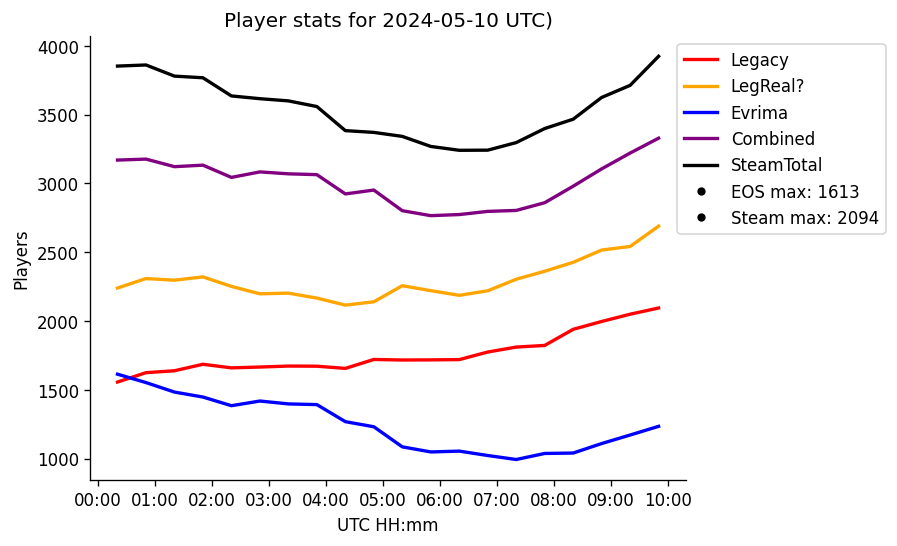 Player stats for 2024-05-10 UTC)
4000
3500
3000
2500
2000
1500
1000
Players
00:00 01:00 02:00 03:00 04:00 05:00 06:00 07:00 08:00 09:00 10:00
UTC HH:mm
Legacy
LegReal?
Evrima
Combined
SteamTotal
EOS max: 1613
Steam max: 2094